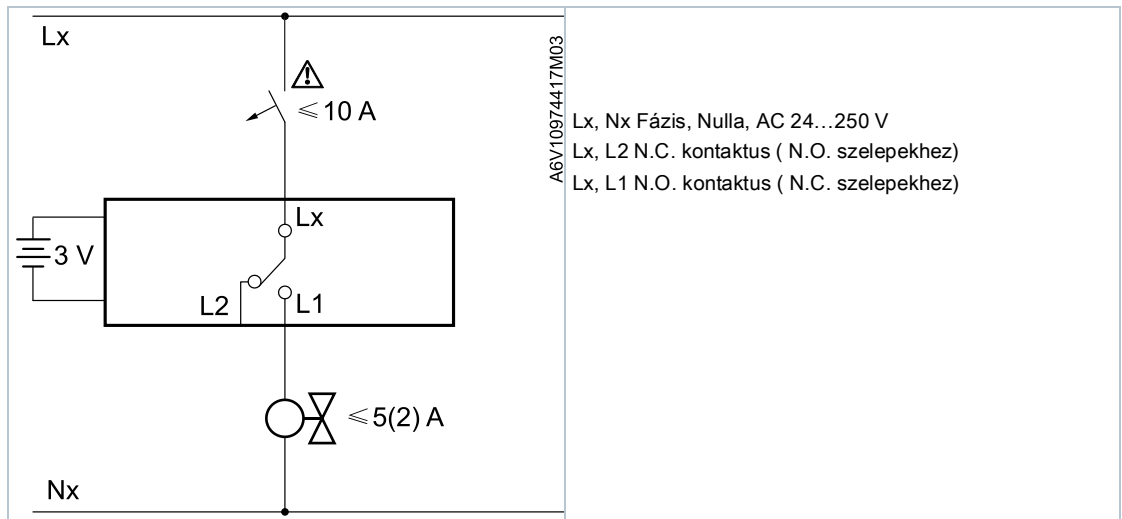 Lx
≤ 10 A
Lx
3 V
L2
L1
≤ 5(2) A
Nx
A6V10974417M03
Lx, Nx Fázis, Nulla, AC 24…250 V
Lx, L2 N.C. kontaktus ( N.O. szelepekhez)
Lx, L1 N.O. kontaktus ( N.C. szelepekhez)